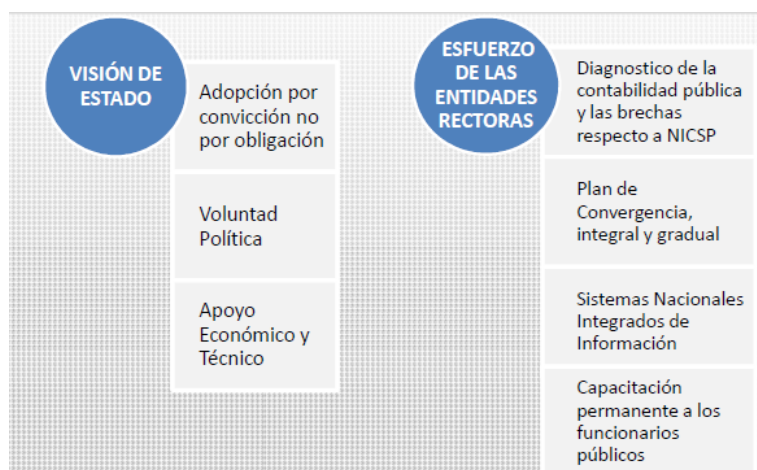 VISIÓN DE
ESTADO
Adopción por
convicción no
por obligación
Voluntad
Política
Apoyo
Económico y
Técnico
ESFUERZO
DE LAS
ENTIDADES
RECTORAS
Diagnostico de la
contabilidad pública
y las brechas
respecto a NICSP
Plan de
Convergencia,
integral y gradual
Sistemas Nacionales
Integrados de
Información
Capacitación
permanente a los
funcionarios
públicos